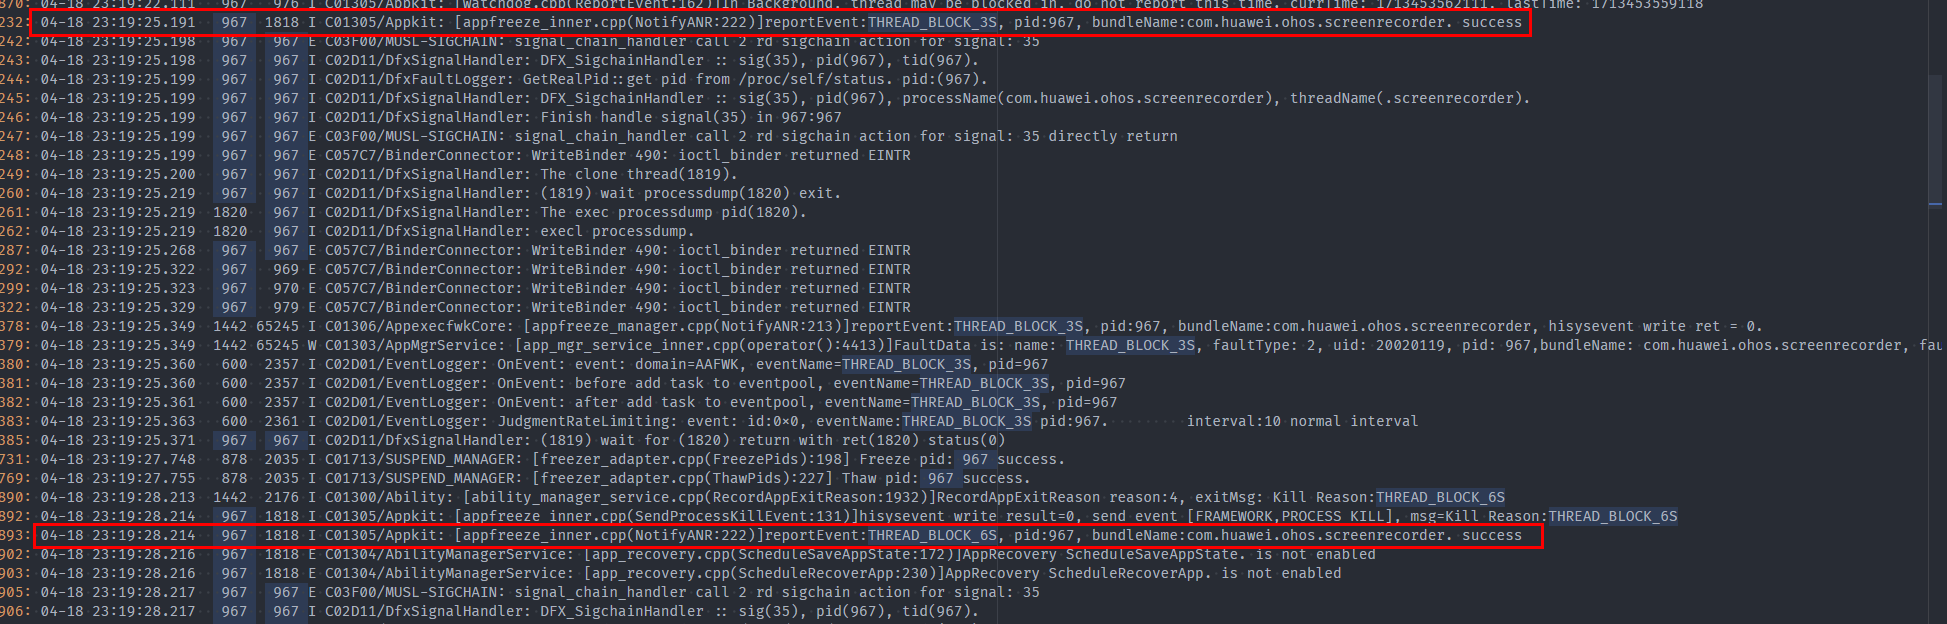 870: 04-18 23:19:22.111 967 976 I C01305/Appkit: [watchdog.cpp(ReportEvent:162)]In Background, thread may be blocked in, do not report this time. currTime: 1713453562111, lastTime: 1713453559118
232: 04-18 23:19:25.191 967 1818 I C01305/Appkit: [appfreeze_inner.cpp(NotifyANR:222)]reportEvent:THREAD_BLOCK_3S, pid:967, bundleName:com.huawei.ohos.screenrecorder. success
242: 04-18 23:19:25.198 967 967 E C03F00/MUSL-SIGCHAIN: signal_chain_handler call 2 rd sigchain action for signal: 35
243: 04-18 23:19:25.198 967 967 I C02D11/DfxSignalHandler: DFX_SigchainHandler :: sig(35), pid(967), tid(967).
244: 04-18 23:19:25.199 967 967 I C02D11/DfxFaultLogger: GetRealPid::get pid from /proc/self/status. pid:(967).
245: 04-18 23:19:25.199 967 967 I C02D11/DfxSignalHandler: DFX_SigchainHandler :: sig(35), pid(967), processName(com.huawei.ohos.screenrecorder), threadName(.screenrecorder).
246: 04-18 23:19:25.199 967 967 I C02D11/DfxSignalHandler: Finish handle signal(35) in 967:967
247: 04-18 23:19:25.199 967 967 E C03F00/MUSL-SIGCHAIN: signal_chain_handler call 2 rd sigchain action for signal: 35 directly return
248: 04-18 23:19:25.199 967 967 E C057C7/BinderConnector: WriteBinder 490: ioctl_binder returned EINTR
249: 04-18 23:19:25.200 967 967 I C02D11/DfxSignalHandler: The clone thread(1819).
260: 04-18 23:19:25.219 967 967 I C02D11/DfxSignalHandler: (1819) wait processdump(1820) exit.
261: 04-18 23:19:25.219 1820 967 I C02D11/DfxSignalHandler: The exec processdump pid(1820).
262: 04-18 23:19:25.219 1820 967 I C02D11/DfxSignalHandler: execl processdump.
287: 04-18 23:19:25.268 967 967 E C057C7/BinderConnector: WriteBinder 490: ioctl_binder returned EINTR
292: 04-18 23:19:25.322 967 969 E C057C7/BinderConnector: WriteBinder 490: ioctl_binder returned EINTR
299: 04-18 23:19:25.323 967 970 E C057C7/BinderConnector: WriteBinder 490: ioctl_binder returned EINTR
322: 04-18 23:19:25.329 967 979 E C057C7/BinderConnector: WriteBinder 490: ioctl_binder returned EINTR
378: 04-18 23:19:25.349 1442 65245 I C01306/AppexecfwkCore: [appfreeze_manager.cpp(NotifyANR:213)]reportEvent:THREAD_BLOCK_3S, pid:967, bundleName:com.huawei.ohos.screenrecorder, hisysevent write ret = 0.
379: 04-18 23:19:25.349 1442 65245 W C01303/AppMgrService: [app_mgr_service_inner.cpp(operator():4413)]FaultData is: name: THREAD_BLOCK_3S, faultType: 2, uid: 20020119, pid: 967,bundleName: com.huawei.ohos.screenrecorder, fau
380: 04-18 23:19:25.360 600 2357 I C02D01/EventLogger: OnEvent: event: domain=AAFWK, eventName=THREAD_BLOCK_3S, pid=967
381: 04-18 23:19:25.360 600 2357 I C02D01/EventLogger: OnEvent: before add task to eventpool, eventName=THREAD_BLOCK_3S, pid=967
382: 04-18 23:19:25.361 600 2357 I C02D01/EventLogger: OnEvent: after add task to eventpool, eventName=THREAD_BLOCK_3S, pid=967
383: 04-18 23:19:25.363 600 2361 I C02D01/EventLogger: JudgmentRateLimiting: event: id:0×0, eventName:THREAD_BLOCK_3S pid:967. interval:10 normal interval
385: 04-18 23:19:25.371 967 967 I C02D11/DfxSignalHandler: (1819) wait for (1820) return with ret(1820) status(0)
731: 04-18 23:19:27.748 878 2035 I C01713/SUSPEND_MANAGER: [freezer_adapter.cpp(FreezePids):198] Freeze pid: 967 success.
769: 04-18 23:19:27.755 878 2035 I C01713/SUSPEND_MANAGER: [freezer_adapter.cpp(ThawPids):227] Thaw pid: 967 success.
890: 04-18 23:19:28.213 1442 2176 I C01300/Ability: [ability_manager_service.cpp(RecordAppExitReason:1932)]RecordAppExitReason reason:4, exitMsg: Kill Reason:THREAD_BLOCK_6S
892: 04-18 23:19:28.214 967 1818 I C01305/Appkit: [appfreeze_inner.cpp(SendProcessKillEvent:131)]hisysevent write result=0, send event [FRAMEWORK,PROCESS_KILL], msg=Kill Reason:THREAD_BLOCK_6S
893: 04-18 23:19:28.214 967 1818 I C01305/Appkit: [appfreeze_inner.cpp(NotifyANR:222)]reportEvent:THREAD_BLOCK_6S, pid:967, bundleName:com.huawei.ohos.screenrecorder. success
902: 04-18 23:19:28.216 967 1818 E C01304/AbilityManagerService: [app_recovery.cpp(ScheduleSaveAppState:172)]AppRecovery ScheduleSaveAppState. is not enabled
903: 04-18 23:19:28.216 967 1818 E C01304/AbilityManagerService: [app_recovery.cpp(ScheduleRecoverApp:230)]AppRecovery ScheduleRecoverApp. is not enabled
905: 04-18 23:19:28.217 967 967 E C03F00/MUSL-SIGCHAIN: signal_chain_handler call 2 rd sigchain action for signal: 35
906: 04-18 23:19:28.217 967 967 I C02D11/DfxSignalHandler: DFX_SigchainHandler :: sig(35), pid(967), tid(967).